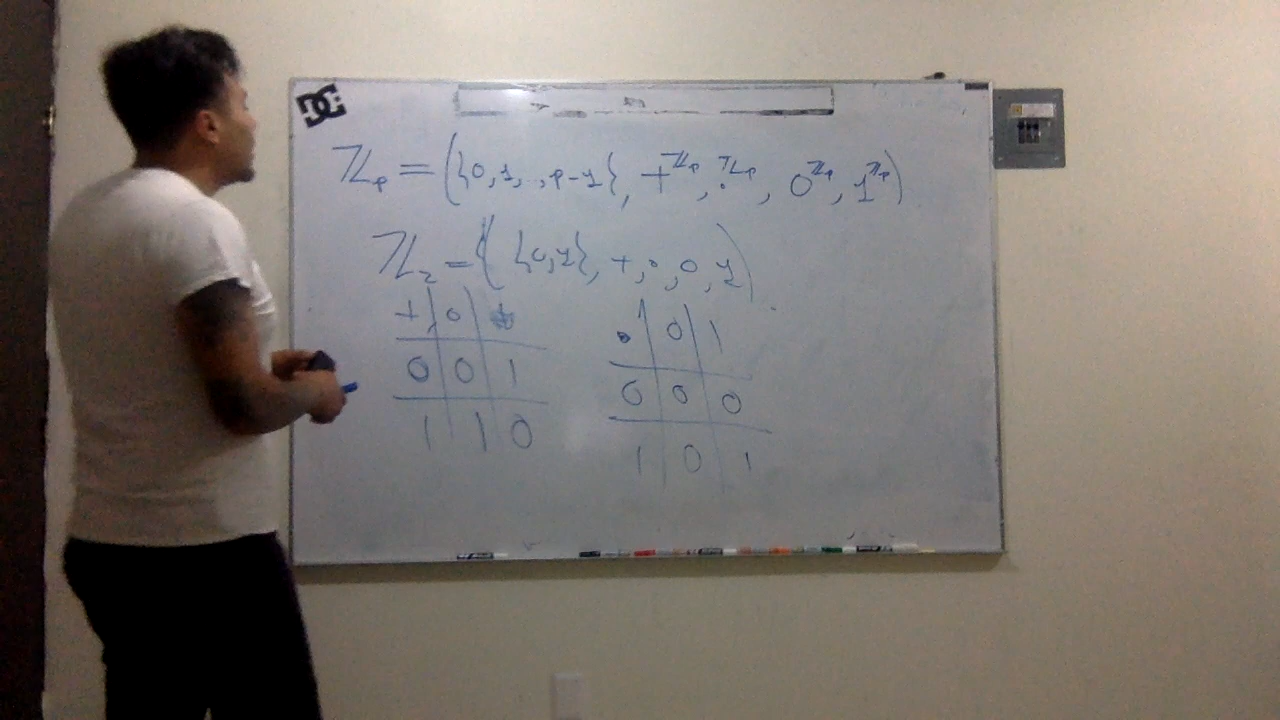 DC
ℤₚ = ({0, 1, .., p-1}, +^ℤₚ, ·^ℤₚ, 0^ℤₚ, 1^ℤₚ)
ℤ₂ = ({0,1}, +, ·, 0, 1)
+ 0
0 0 1
1 1 0
· 0 1
0 0 0
1 0 1